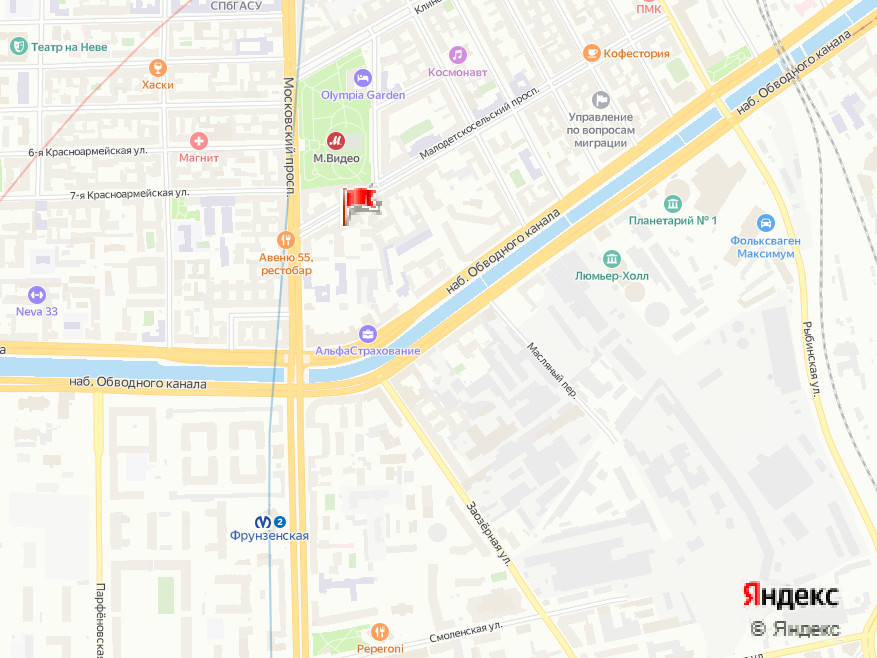 СПбГАСУ
Клин
ПМК
Театр на Неве
Космонавт
Кофестория
наб. Обводного канала
Хаски
Olympia Garden
Управление
по вопросам
миграции
Московский просп.
Малодетскосельский просп.
6-я Красноармейская ул.
Магнит
М.Видео
7-я Красноармейская ул.
Планетарий № 1
Фольксваген
Максимум
наб. Обводного канала
Авеню 55,
рестобар
Люмьер-Холл
Neva 33
АльфаСтрахование
а
наб. Обводного канала
Масляный пер.
Рыбинская ул.
2
Фрунзенская
Заозёрная ул.
Парфёновская
Смоленская ул.
Peperoni
ул.
Яндекс
© Яндекс